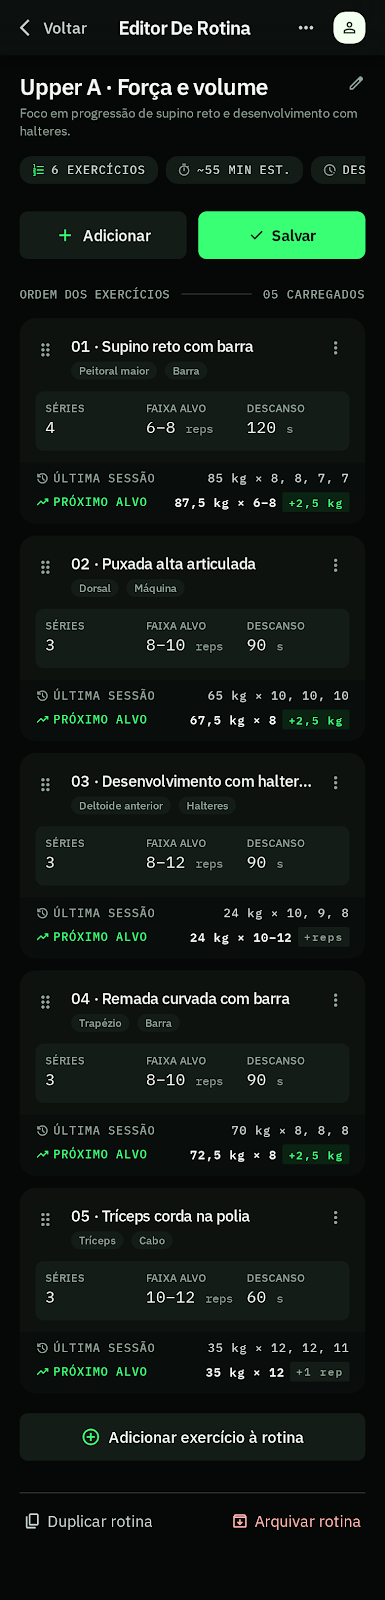 Voltar Editor De Rotina
Upper A · Força e volume
Foco em progressão de supino reto e desenvolvimento com
halteres.
6 EXERCÍCIOS ~55 MIN EST. DES
Adicionar Salvar
ORDEM DOS EXERCÍCIOS 05 CARREGADOS
01 · Supino reto com barra
Peitoral maior Barra
SÉRIES FAIXA ALVO DESCANSO
4 6–8 reps 120 s
ÚLTIMA SESSÃO 85 kg × 8, 8, 7, 7
PRÓXIMO ALVO 87,5 kg × 6–8 +2,5 kg
02 · Puxada alta articulada
Dorsal Máquina
SÉRIES FAIXA ALVO DESCANSO
3 8–10 reps 90 s
ÚLTIMA SESSÃO 65 kg × 10, 10, 10
PRÓXIMO ALVO 67,5 kg × 8 +2,5 kg
03 · Desenvolvimento com halter...
Deltoide anterior Halteres
SÉRIES FAIXA ALVO DESCANSO
3 8–12 reps 90 s
ÚLTIMA SESSÃO 24 kg × 10, 9, 8
PRÓXIMO ALVO 24 kg × 10–12 +reps
04 · Remada curvada com barra
Trapézio Barra
SÉRIES FAIXA ALVO DESCANSO
3 8–10 reps 90 s
ÚLTIMA SESSÃO 70 kg × 8, 8, 8
PRÓXIMO ALVO 72,5 kg × 8 +2,5 kg
05 · Tríceps corda na polia
Tríceps Cabo
SÉRIES FAIXA ALVO DESCANSO
3 10–12 reps 60 s
ÚLTIMA SESSÃO 35 kg × 12, 12, 11
PRÓXIMO ALVO 35 kg × 12 +1 rep
Adicionar exercício à rotina
Duplicar rotina Arquivar rotina